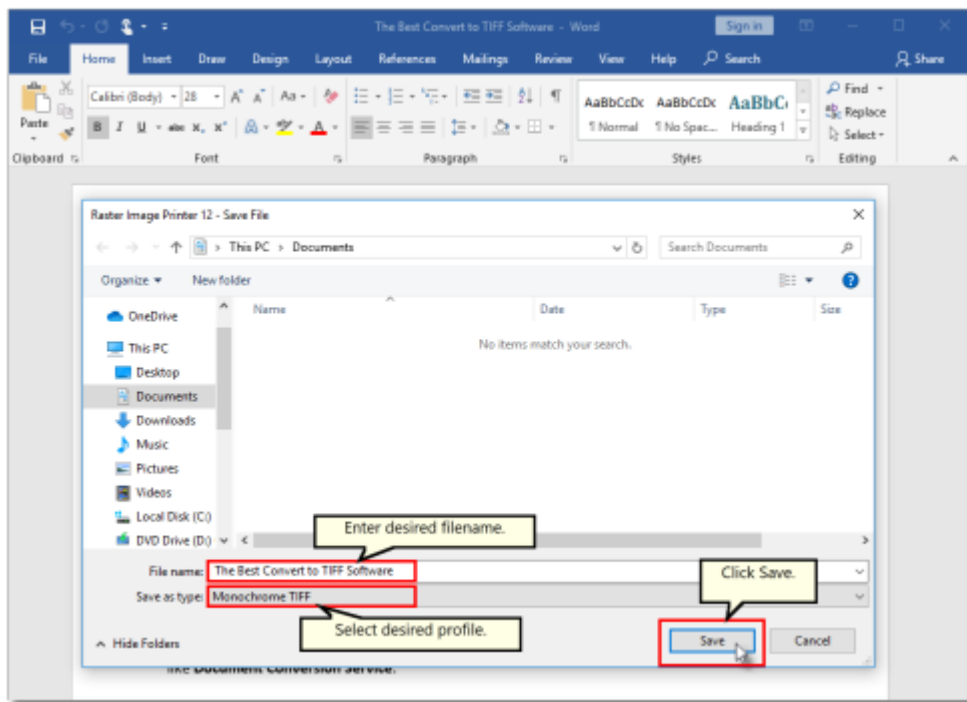 The Best Convert to TIFF Software - Word
Sign in
File Home Insert Draw Design Layout References Mailings Review View Help Search Share
Calibri (Body) 28 A A Aa
Find
Paste
AaBbCcDc AaBbCcDc AaBbC
Replace
B I U abc X₂ X² A A
¶ Normal ¶ No Spac... Heading 1
Select
Clipboard Font Paragraph Styles Editing
Raster Image Printer 12 - Save File
This PC > Documents
Search Documents
Organize New folder
Name Date Type Size
OneDrive
No items match your search.
This PC
Desktop
Documents
Downloads
Music
Pictures
Videos
Local Disk (C:)
DVD Drive (D:)
Enter desired filename.
File name: The Best Convert to TIFF Software
Click Save.
Save as type: Monochrome TIFF
Select desired profile.
Hide Folders
Save Cancel
like Document Conversion Service.